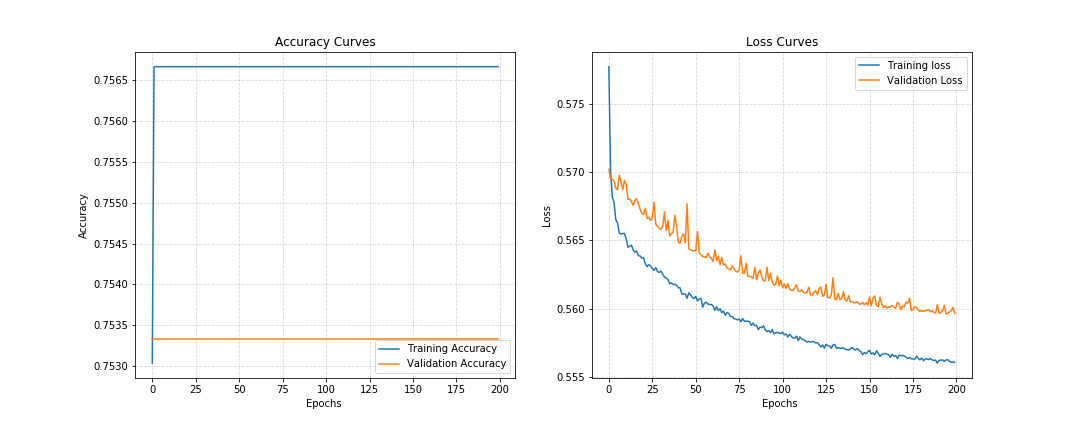 Accuracy Curves
0.7565
0.7560
0.7555
0.7550
0.7545
0.7540
0.7535
0.7530
Accuracy
Training Accuracy
Validation Accuracy
0 25 50 75 100 125 150 175 200
Epochs
Loss Curves
Training loss
Validation Loss
0.575
0.570
0.565
0.560
0.555
Loss
0 25 50 75 100 125 150 175 200
Epochs